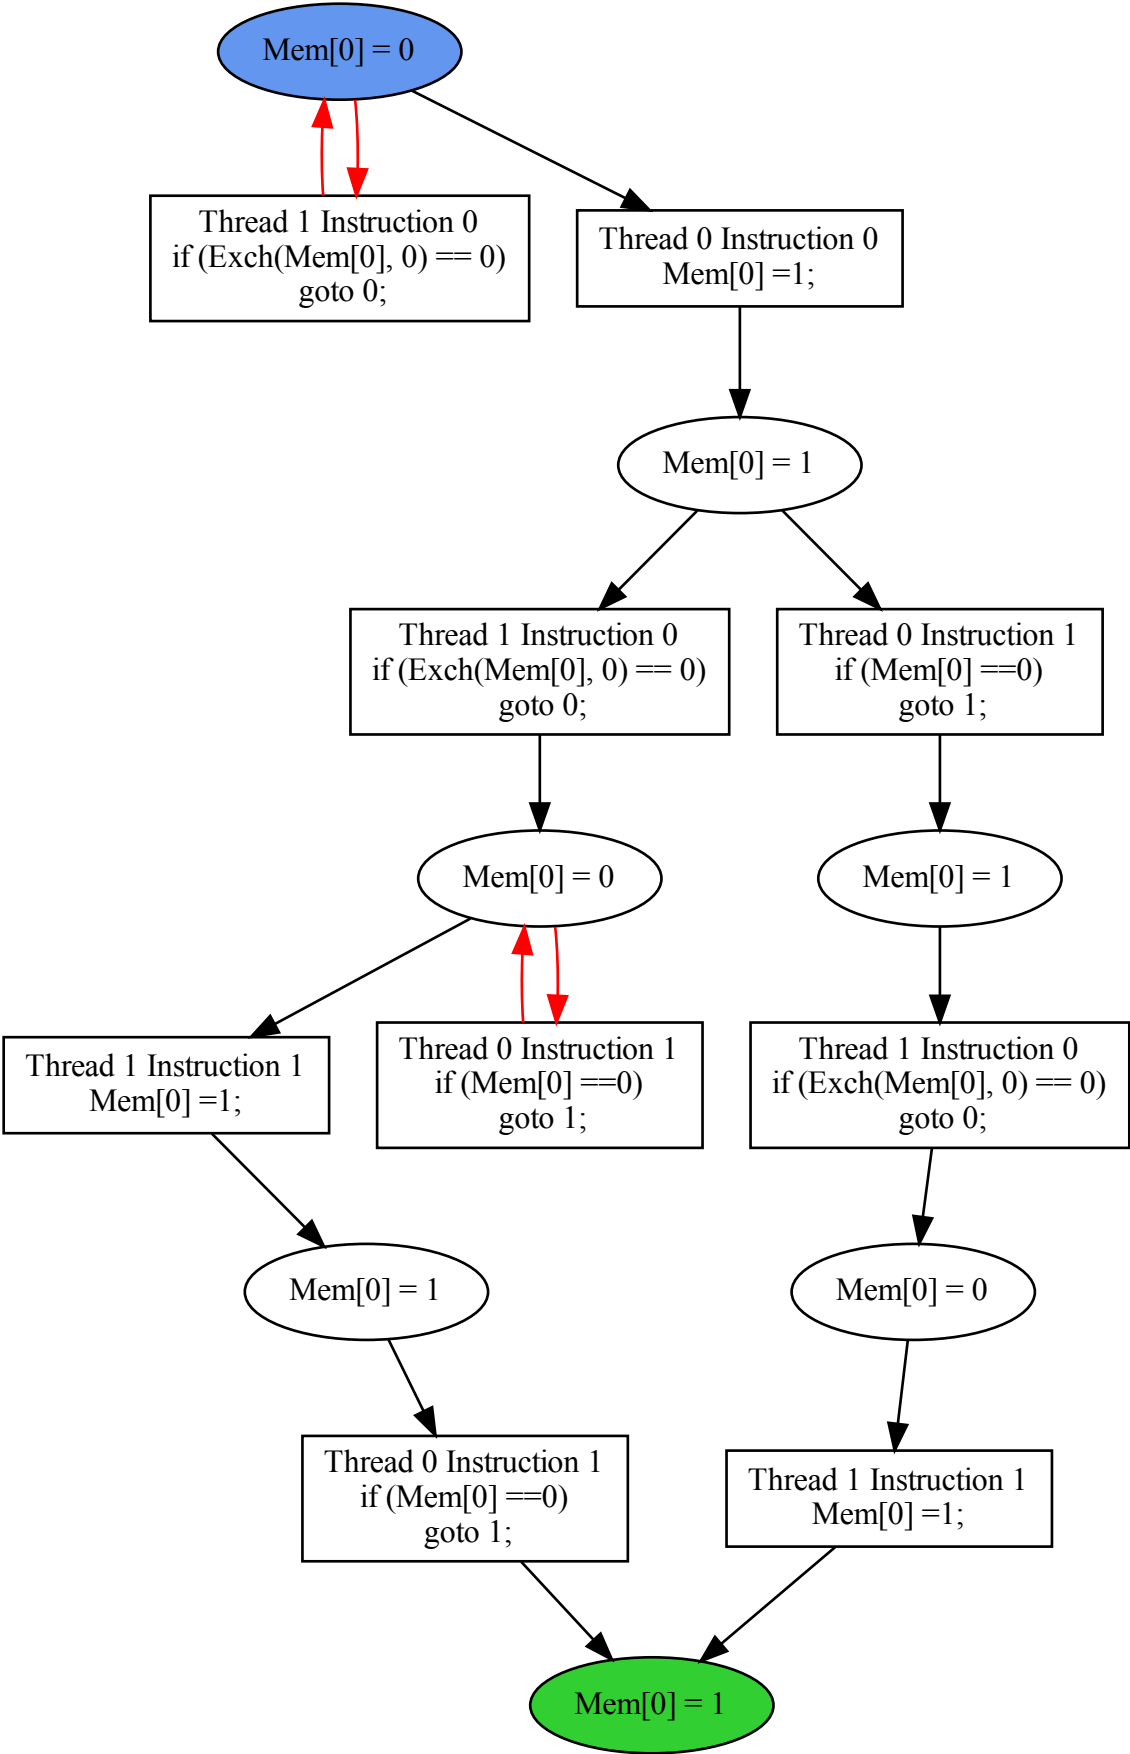 Mem[0] = 0
Thread 1 Instruction 0
if (Exch(Mem[0], 0) == 0)
goto 0;
Thread 0 Instruction 0
Mem[0] =1;
Mem[0] = 1
Thread 1 Instruction 0
if (Exch(Mem[0], 0) == 0)
goto 0;
Thread 0 Instruction 1
if (Mem[0] ==0)
goto 1;
Mem[0] = 0
Mem[0] = 1
Thread 1 Instruction 1
Mem[0] =1;
Thread 0 Instruction 1
if (Mem[0] ==0)
goto 1;
Thread 1 Instruction 0
if (Exch(Mem[0], 0) == 0)
goto 0;
Mem[0] = 1
Mem[0] = 0
Thread 0 Instruction 1
if (Mem[0] ==0)
goto 1;
Thread 1 Instruction 1
Mem[0] =1;
Mem[0] = 1